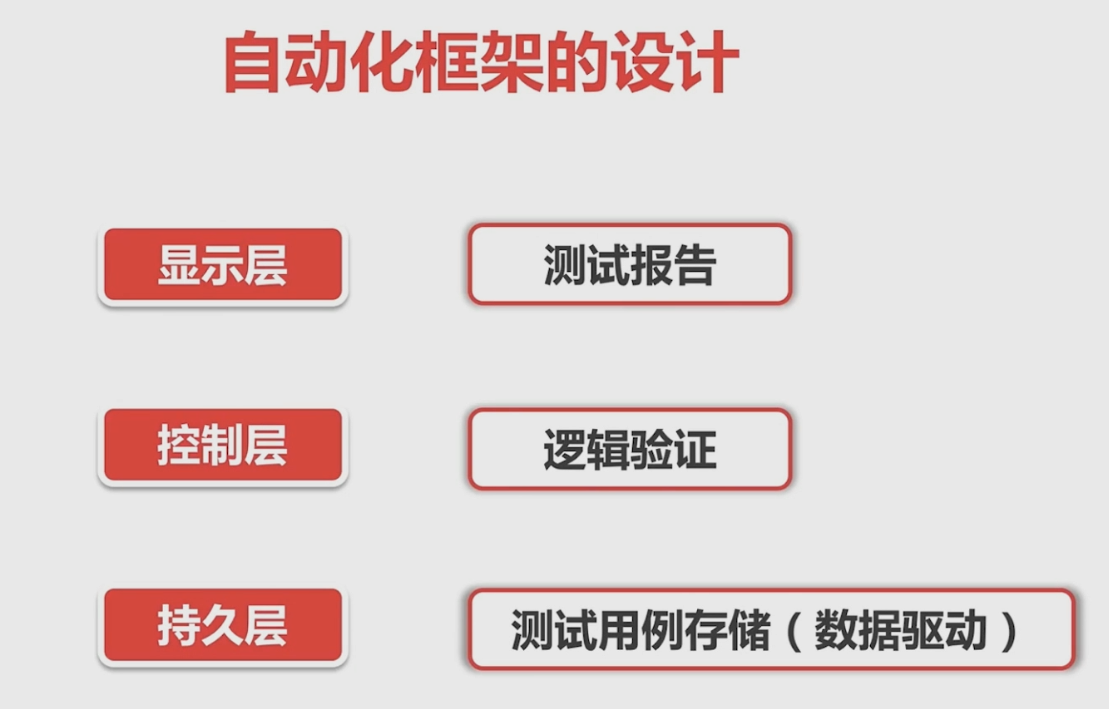 自动化框架的设计
显示层
测试报告
控制层
逻辑验证
持久层
测试用例存储（数据驱动）